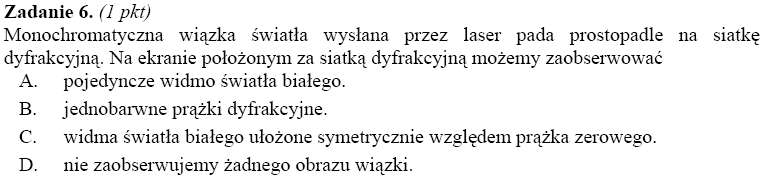 Zadanie 6. (1 pkt)
Monochromatyczna wiązka światła wysłana przez laser pada prostopadle na siatkę
dyfrakcyjną. Na ekranie położonym za siatką dyfrakcyjną możemy zaobserwować
A. pojedyncze widmo światła białego.
B. jednobarwne prążki dyfrakcyjne.
C. widma światła białego ułożone symetrycznie względem prążka zerowego.
D. nie zaobserwujemy żadnego obrazu wiązki.